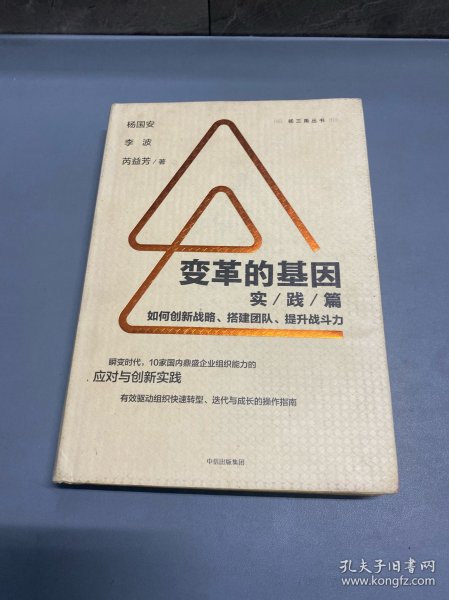 杨国安
李 波
芮益芳/著
杨三角丛书
变革的基因
实/践/篇
如何创新战略、搭建团队、提升战斗力
瞬变时代，10家国内鼎盛企业组织能力的
应对与创新实践
有效驱动组织快速转型、迭代与成长的操作指南
中信出版集团
孔夫子旧书网
www.kongfz.com